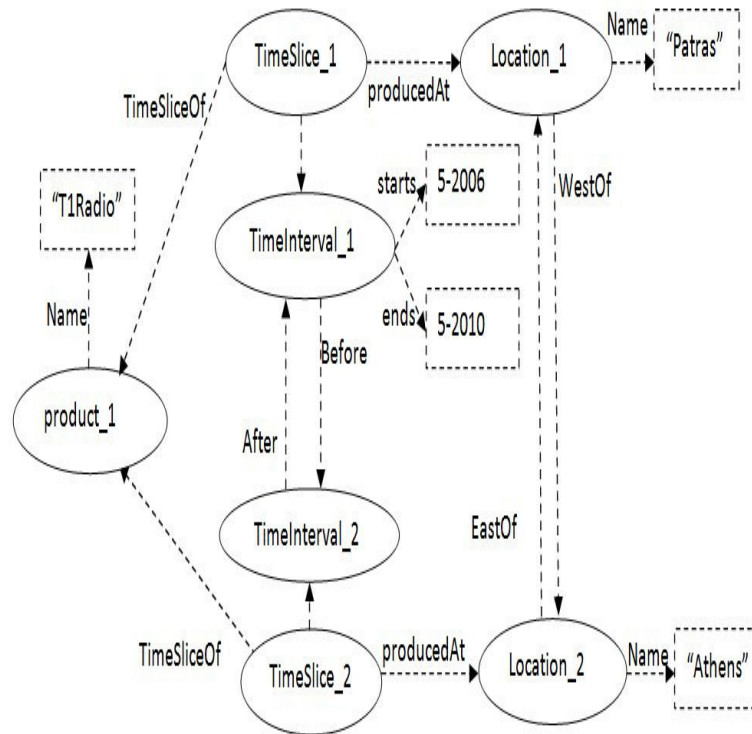 TimeSlice_1
producedAt
Location_1
Name
"Patras"
TimeSliceOf
"T1Radio"
Name
TimeInterval_1
starts
5-2006
ends
5-2010
WestOf
Before
product_1
After
EastOf
TimeInterval_2
TimeSliceOf
TimeSlice_2
producedAt
Location_2
Name
"Athens"